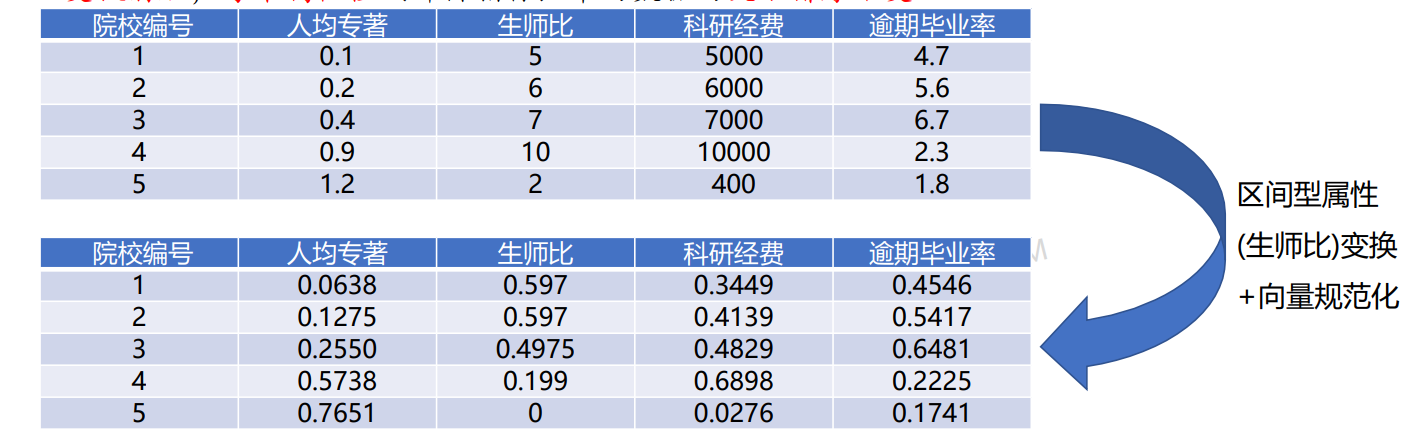 院校编号 人均专著 生师比 科研经费 逾期毕业率
1 0.1 5 5000 4.7
2 0.2 6 6000 5.6
3 0.4 7 7000 6.7
4 0.9 10 10000 2.3
5 1.2 2 400 1.8
院校编号 人均专著 生师比 科研经费 逾期毕业率
1 0.0638 0.597 0.3449 0.4546
2 0.1275 0.597 0.4139 0.5417
3 0.2550 0.4975 0.4829 0.6481
4 0.5738 0.199 0.6898 0.2225
5 0.7651 0 0.0276 0.1741
区间型属性
(生师比)变换
+向量规范化